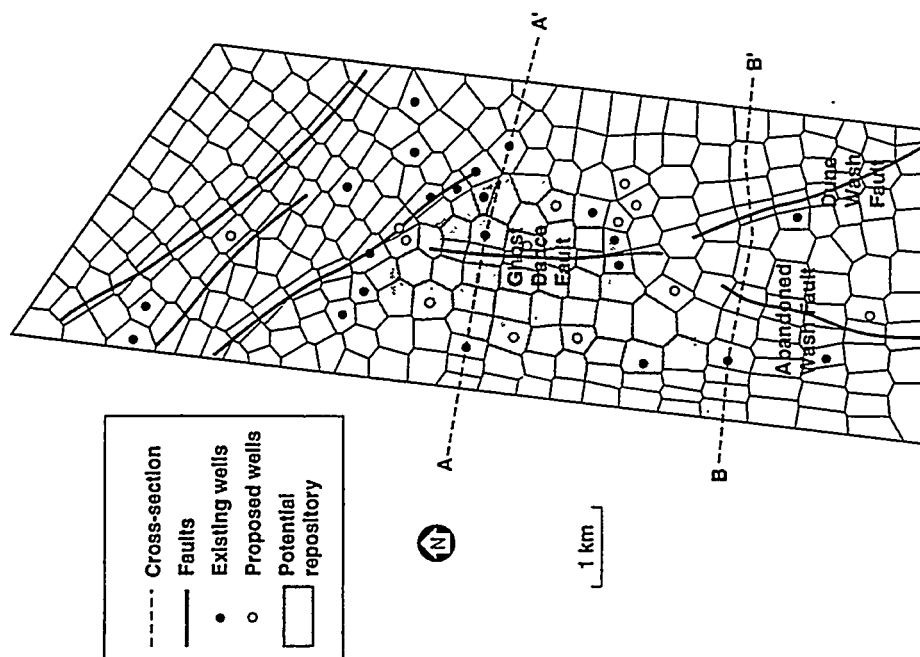 Cross-section
Faults
Existing wells
Proposed wells
Potential
repository
N
1 km
A
A'
B
B'
Ghost
Dance
Fault
Abandoned
Wash Fault
Dune
Wash
Fault